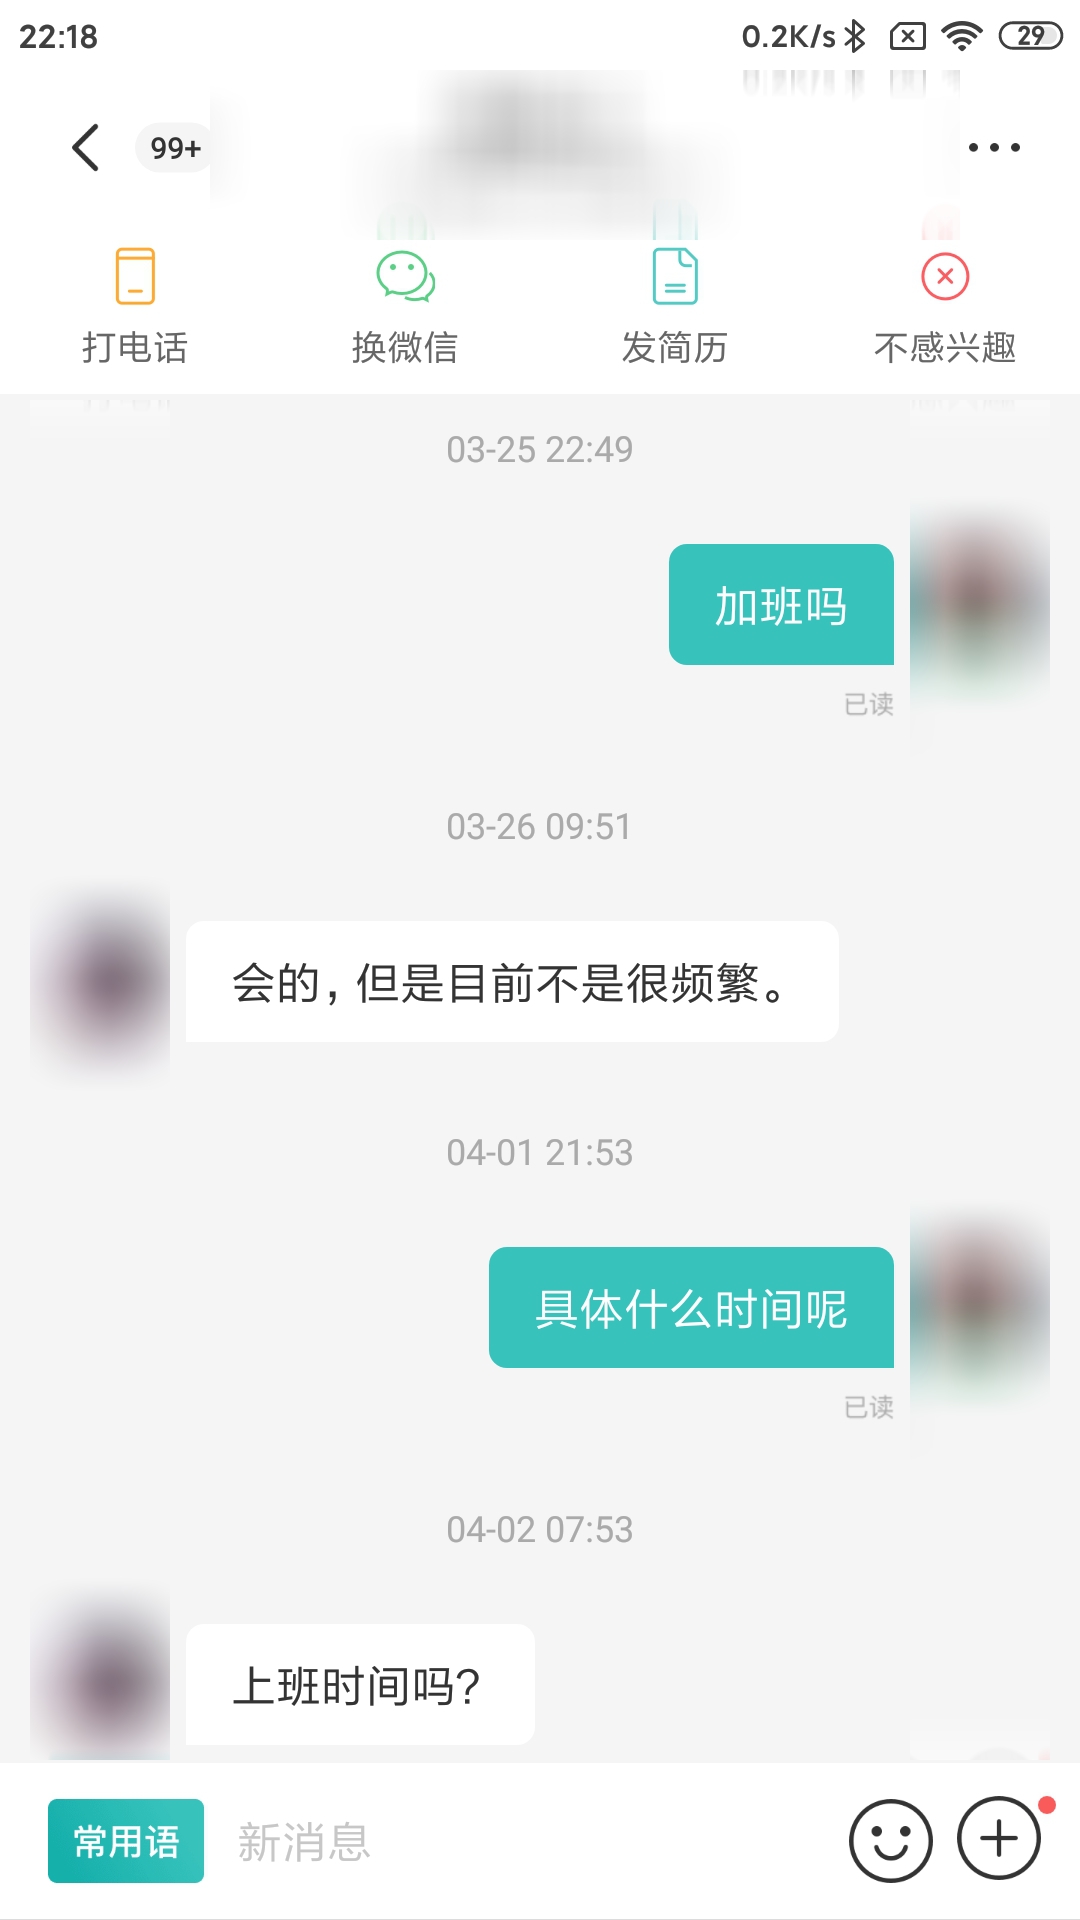 22:18 0.2K/s 29
99+
打电话 换微信 发简历 不感兴趣
03-25 22:49
加班吗
已读
03-26 09:51
会的，但是目前不是很频繁。
04-01 21:53
具体什么时间呢
已读
04-02 07:53
上班时间吗？
常用语 新消息